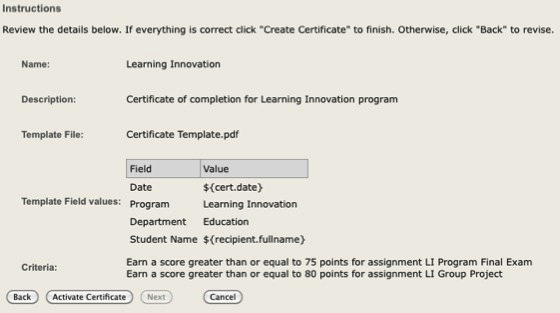 Instructions
Review the details below. If everything is correct click "Create Certificate" to finish. Otherwise, click "Back" to revise.
Name: Learning Innovation
Description: Certificate of completion for Learning Innovation program
Template File: Certificate Template.pdf
Template Field values:
Field Value
Date ${cert.date}
Program Learning Innovation
Department Education
Student Name ${recipient.fullname}
Criteria:
Earn a score greater than or equal to 75 points for assignment LI Program Final Exam
Earn a score greater than or equal to 80 points for assignment LI Group Project
Back Activate Certificate Next Cancel